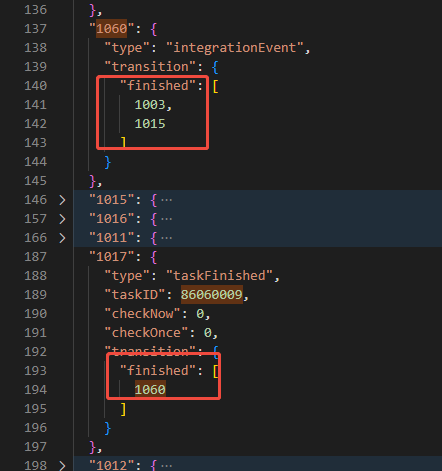 136 },
137 "1060": {
138 "type": "integrationEvent",
139 "transition": {
140 "finished": [
141 1003,
142 1015
143 ]
144 }
145 },
146 > "1015": { ⋯
157 > "1016": { ⋯
166 > "1011": { ⋯
187 "1017": {
188 "type": "taskFinished",
189 "taskID": 86060009,
190 "checkNow": 0,
191 "checkOnce": 0,
192 "transition": {
193 "finished": [
194 1060
195 ]
196 }
197 },
198 > "1012": { ⋯